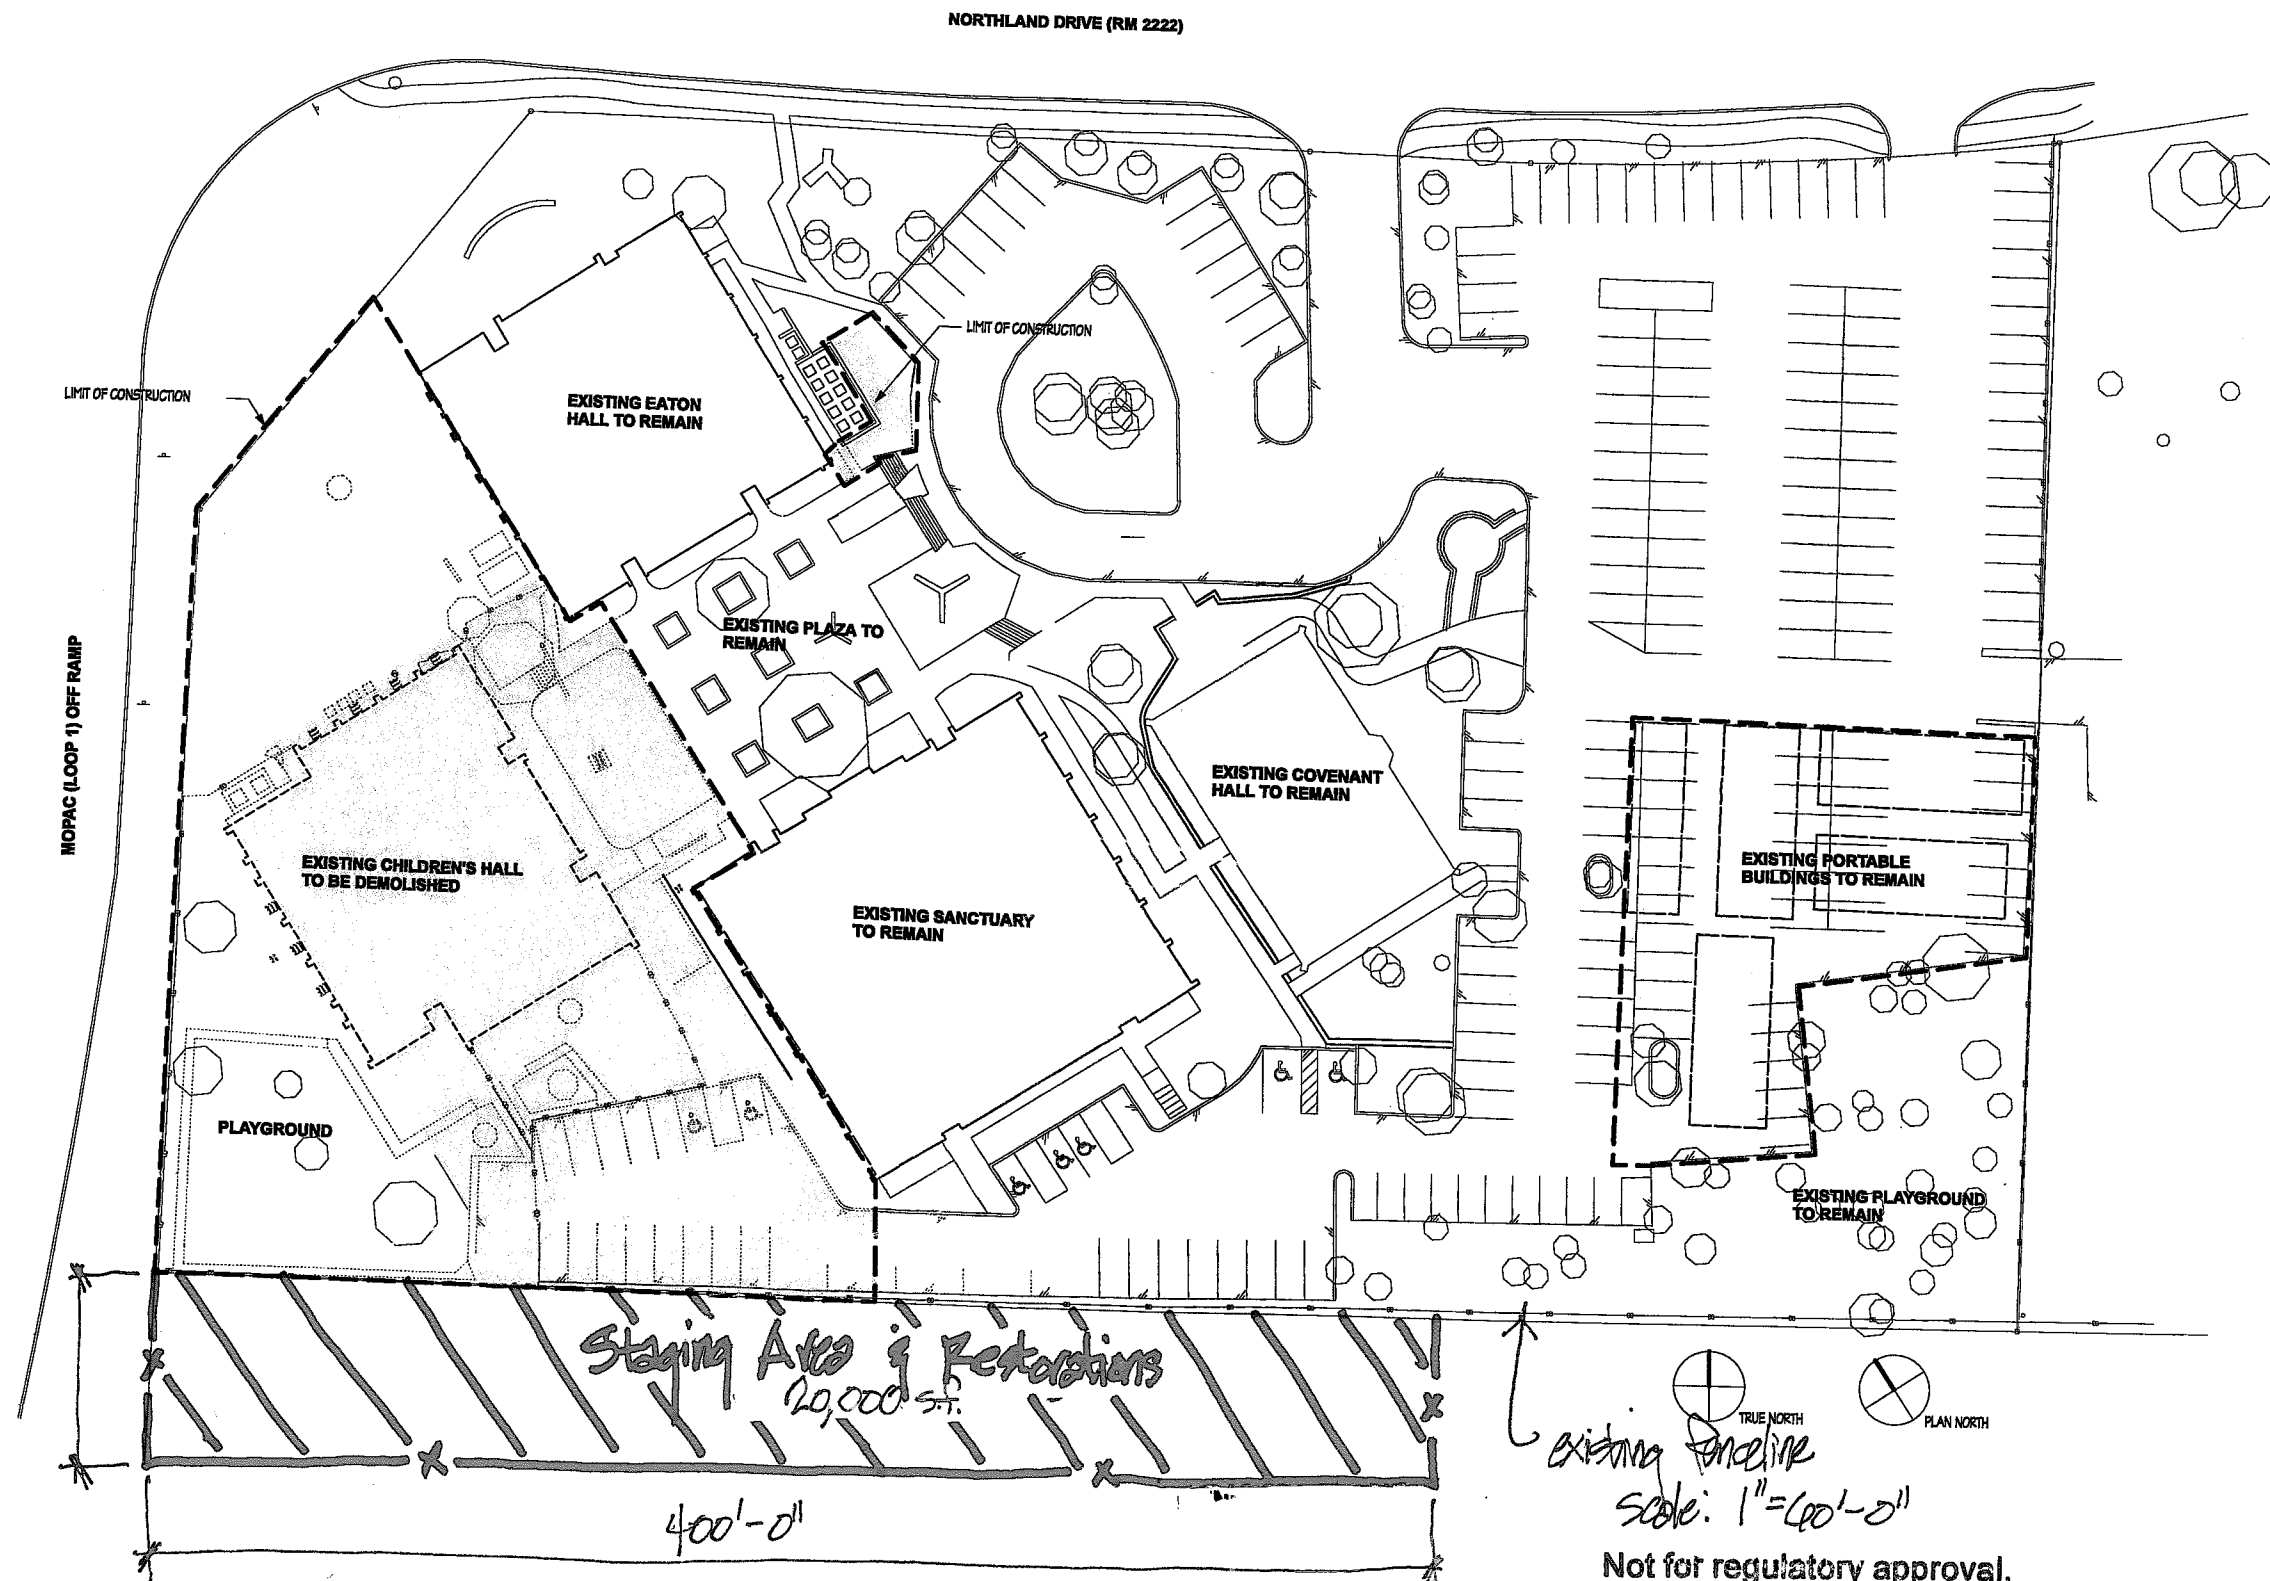 NORTHLAND DRIVE (RM 2222)
LIMIT OF CONSTRUCTION
LIMIT OF CONSTRUCTION
EXISTING EATON
HALL TO REMAIN
EXISTING PLAZA TO
REMAIN
MOPAC (LOOP 1) OFF RAMP
EXISTING COVENANT
HALL TO REMAIN
EXISTING CHILDREN'S HALL
TO BE DEMOLISHED
EXISTING PORTABLE
BUILDINGS TO REMAIN
EXISTING SANCTUARY
TO REMAIN
PLAYGROUND
EXISTING PLAYGROUND
TO REMAIN
Staging Area & Restorations
20,000 s.f.
TRUE NORTH
PLAN NORTH
existing fenceline
scale: 1"=60'-0"
400'-0"
Not for regulatory approval.